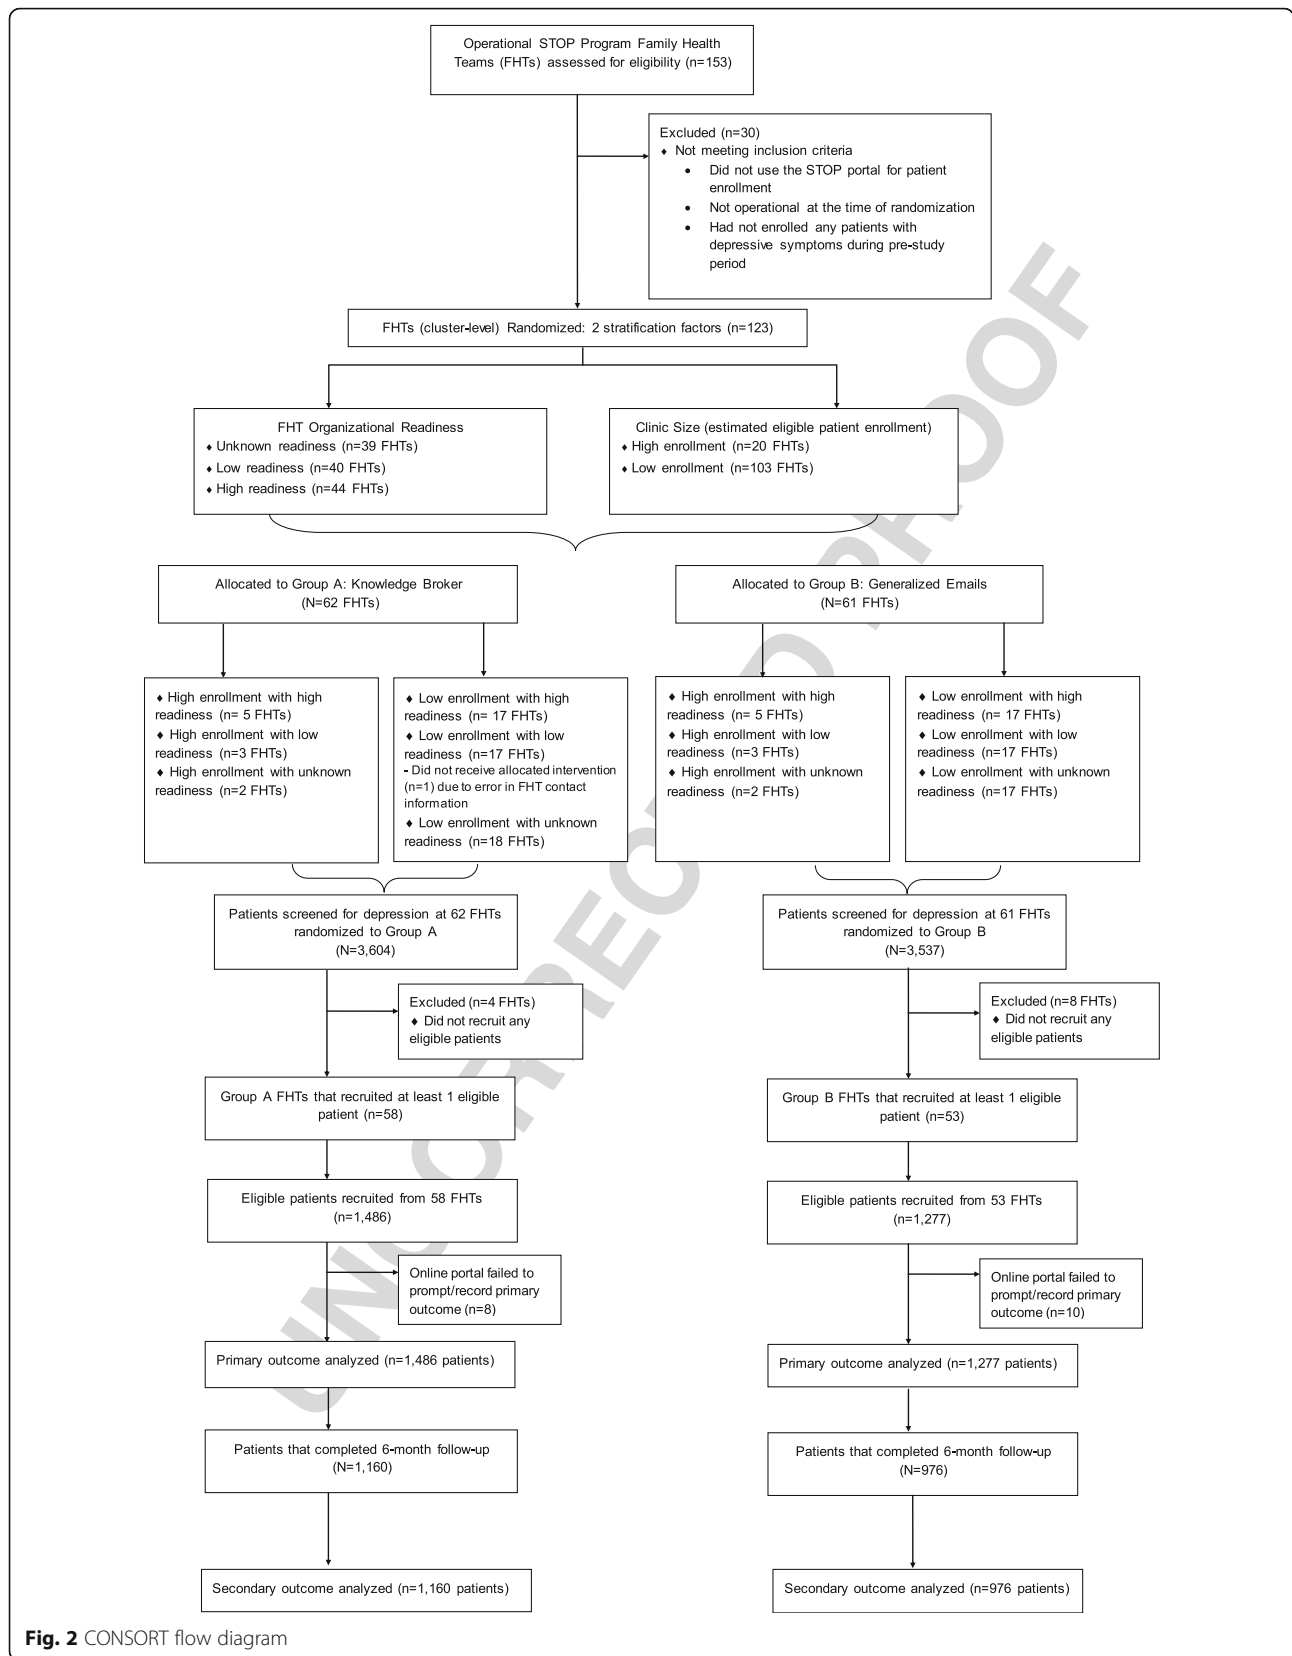 Operational STOP Program Family Health
Teams (FHTs) assessed for eligibility (n=153)
Excluded (n=30)
♦ Not meeting inclusion criteria
• Did not use the STOP portal for patient
enrollment
• Not operational at the time of randomization
• Had not enrolled any patients with
depressive symptoms during pre-study
period
FHTs (cluster-level) Randomized: 2 stratification factors (n=123)
FHT Organizational Readiness
♦ Unknown readiness (n=39 FHTs)
♦ Low readiness (n=40 FHTs)
♦ High readiness (n=44 FHTs)
Clinic Size (estimated eligible patient enrollment)
♦ High enrollment (n=20 FHTs)
♦ Low enrollment (n=103 FHTs)
Allocated to Group A: Knowledge Broker
(N=62 FHTs)
Allocated to Group B: Generalized Emails
(N=61 FHTs)
♦ High enrollment with high
readiness (n= 5 FHTs)
♦ High enrollment with low
readiness (n=3 FHTs)
♦ High enrollment with unknown
readiness (n=2 FHTs)
♦ Low enrollment with high
readiness (n= 17 FHTs)
♦ Low enrollment with low
readiness (n=17 FHTs)
- Did not receive allocated intervention
(n=1) due to error in FHT contact
information
♦ Low enrollment with unknown
readiness (n=18 FHTs)
♦ High enrollment with high
readiness (n= 5 FHTs)
♦ High enrollment with low
readiness (n=3 FHTs)
♦ High enrollment with unknown
readiness (n=2 FHTs)
♦ Low enrollment with high
readiness (n= 17 FHTs)
♦ Low enrollment with low
readiness (n=17 FHTs)
♦ Low enrollment with unknown
readiness (n=17 FHTs)
Patients screened for depression at 62 FHTs
randomized to Group A
(N=3,604)
Patients screened for depression at 61 FHTs
randomized to Group B
(N=3,537)
Excluded (n=4 FHTs)
♦ Did not recruit any
eligible patients
Excluded (n=8 FHTs)
♦ Did not recruit any
eligible patients
Group A FHTs that recruited at least 1 eligible
patient (n=58)
Group B FHTs that recruited at least 1 eligible
patient (n=53)
Eligible patients recruited from 58 FHTs
(n=1,486)
Eligible patients recruited from 53 FHTs
(n=1,277)
Online portal failed to
prompt/record primary
outcome (n=8)
Online portal failed to
prompt/record primary
outcome (n=10)
Primary outcome analyzed (n=1,486 patients)
Primary outcome analyzed (n=1,277 patients)
Patients that completed 6-month follow-up
(N=1,160)
Patients that completed 6-month follow-up
(N=976)
Secondary outcome analyzed (n=1,160 patients)
Secondary outcome analyzed (n=976 patients)
Fig. 2 CONSORT flow diagram
UNCORRECTED PROOF